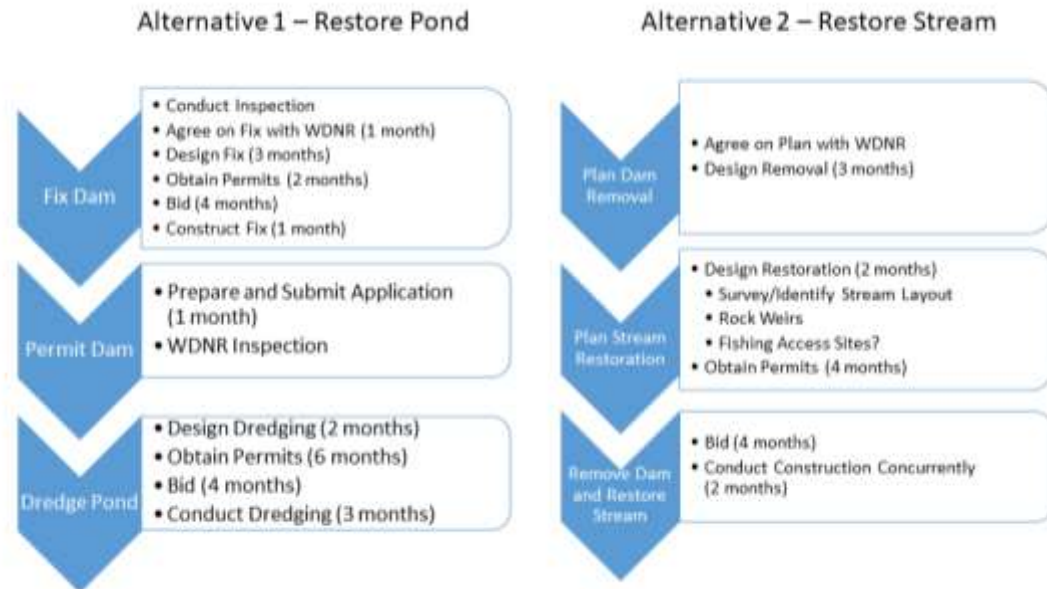 Alternative 1 – Restore Pond
Fix Dam
• Conduct Inspection
• Agree on Fix with WDNR (1 month)
• Design Fix (3 months)
• Obtain Permits (2 months)
• Bid (4 months)
• Construct Fix (1 month)
Permit Dam
• Prepare and Submit Application
(1 month)
• WDNR Inspection
Dredge Pond
• Design Dredging (2 months)
• Obtain Permits (6 months)
• Bid (4 months)
• Conduct Dredging (3 months)
Alternative 2 – Restore Stream
Plan Dam
Removal
• Agree on Plan with WDNR
• Design Removal (3 months)
Plan Stream
Restoration
• Design Restoration (2 months)
• Survey/Identify Stream Layout
• Rock Weirs
• Fishing Access Sites?
• Obtain Permits (4 months)
Remove Dam
and Restore
Stream
• Bid (4 months)
• Conduct Construction Concurrently
(2 months)